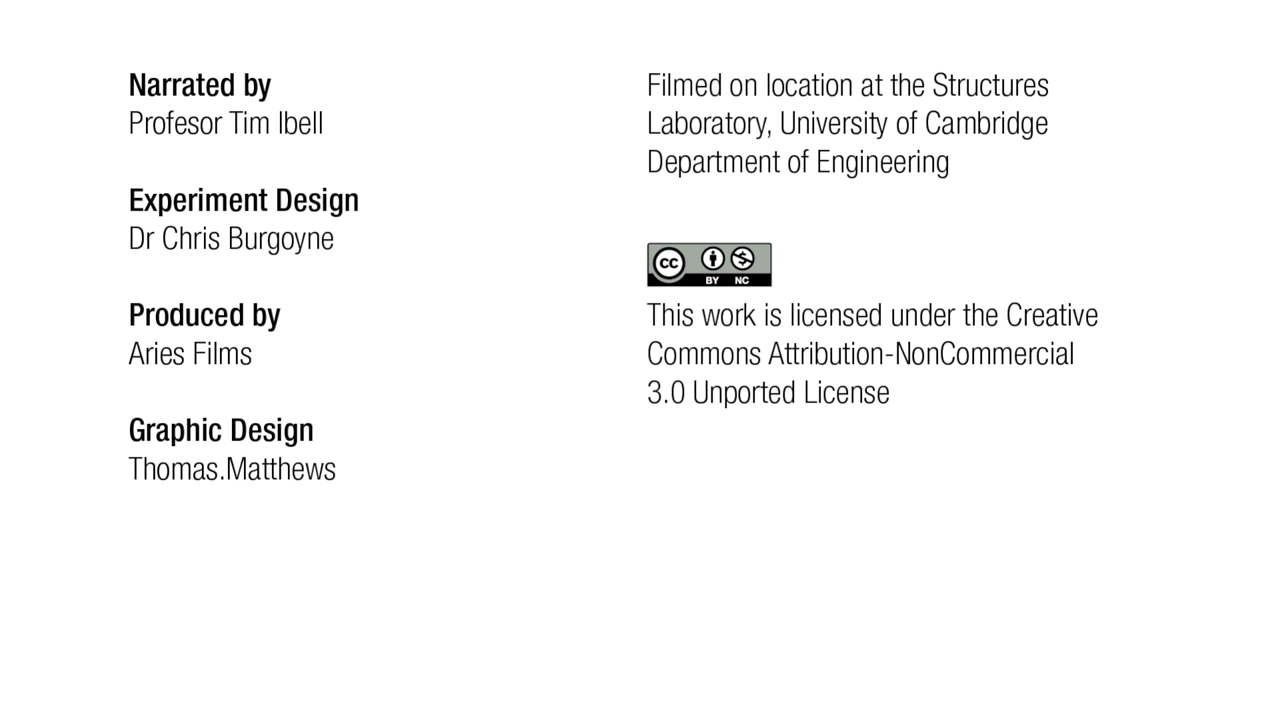 Narrated by
Profesor Tim Ibell
Experiment Design
Dr Chris Burgoyne
Produced by
Aries Films
Graphic Design
Thomas.Matthews
Filmed on location at the Structures
Laboratory, University of Cambridge
Department of Engineering
cc BY NC
This work is licensed under the Creative
Commons Attribution-NonCommercial
3.0 Unported License